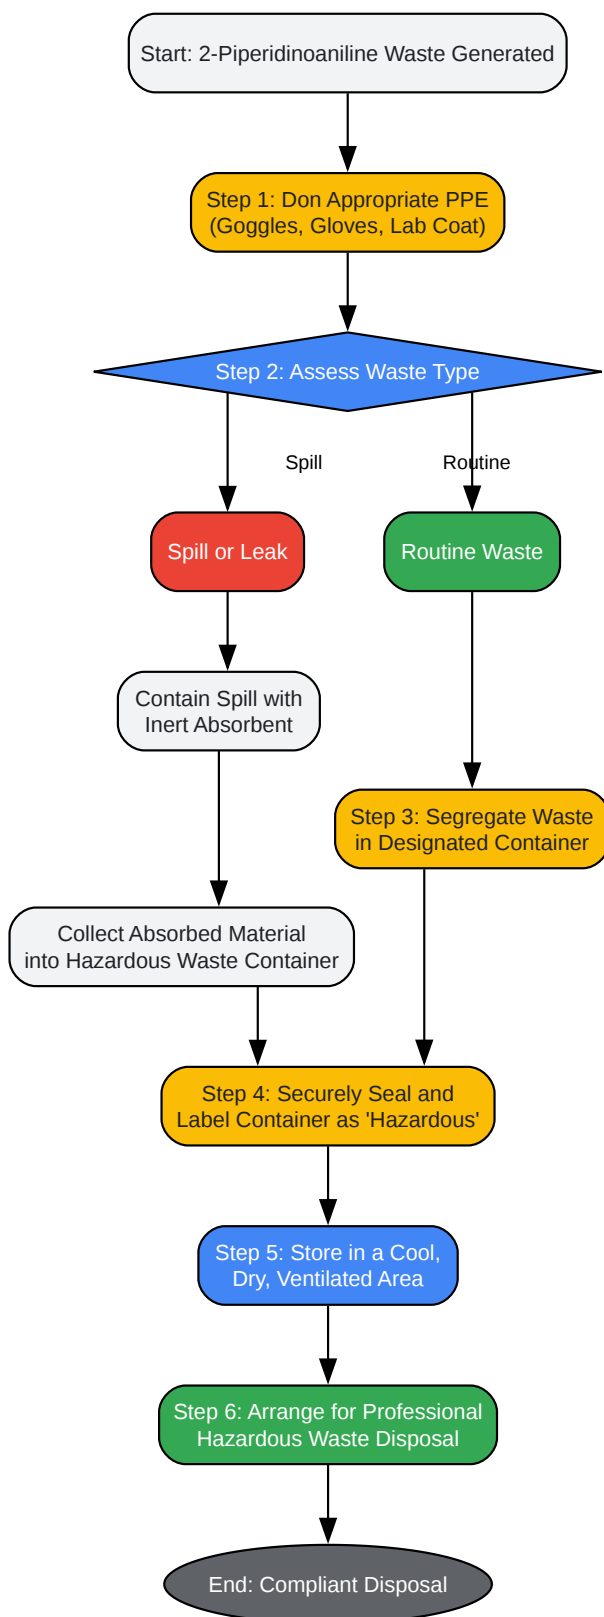 Start: 2-Piperidinoaniline Waste Generated
Step 1: Don Appropriate PPE
(Goggles, Gloves, Lab Coat)
Step 2: Assess Waste Type
Spill
Routine
Spill or Leak
Routine Waste
Contain Spill with
Inert Absorbent
Step 3: Segregate Waste
in Designated Container
Collect Absorbed Material
into Hazardous Waste Container
Step 4: Securely Seal and
Label Container as 'Hazardous'
Step 5: Store in a Cool,
Dry, Ventilated Area
Step 6: Arrange for Professional
Hazardous Waste Disposal
End: Compliant Disposal